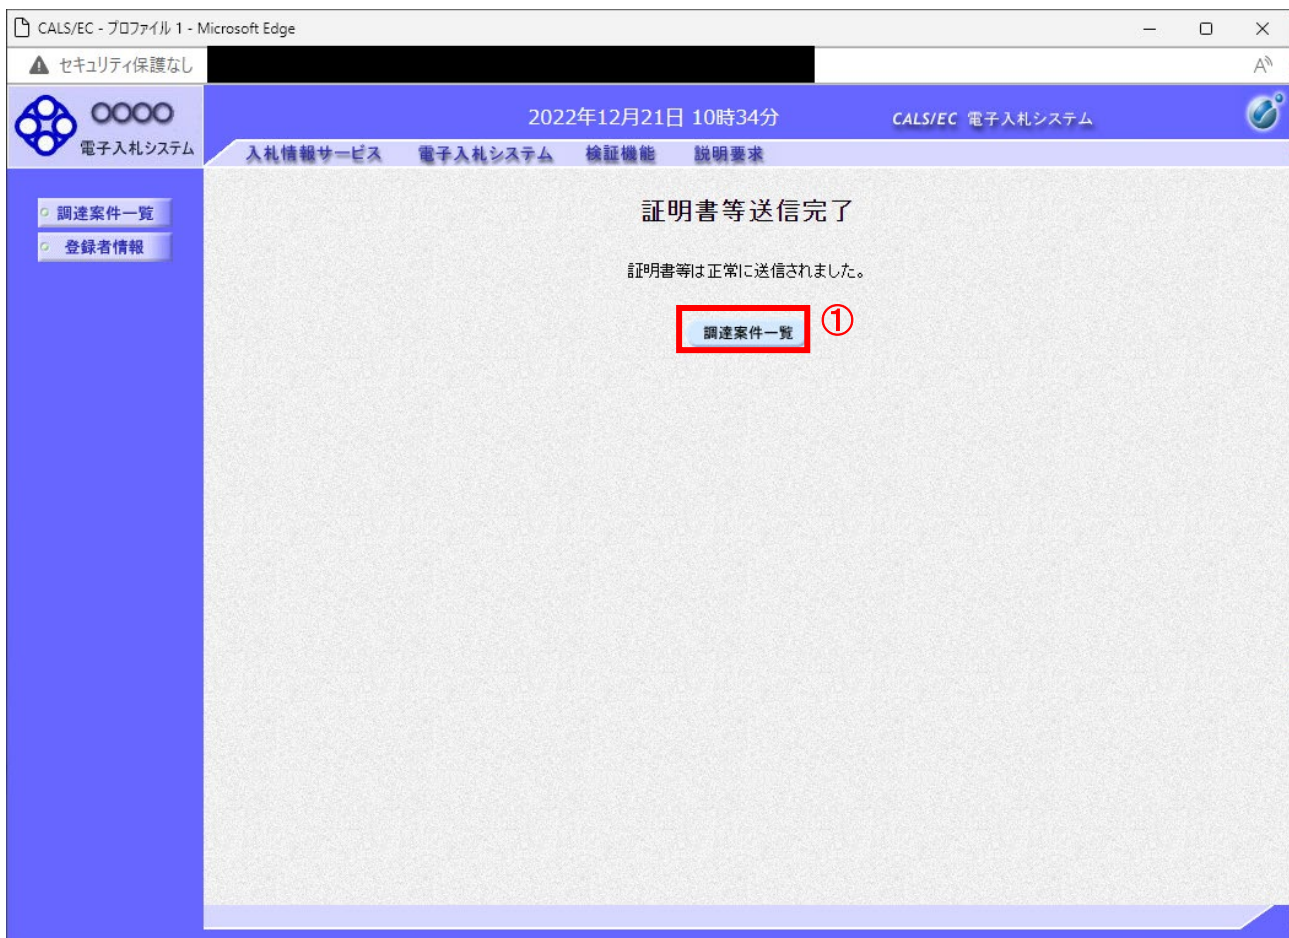 CALS/EC - プロファイル 1 - Microsoft Edge
セキュリティ保護なし
OOOO
電子入札システム
2022年12月21日 10時34分
CALS/EC 電子入札システム
入札情報サービス 電子入札システム 検証機能 説明要求
調達案件一覧
登録者情報
証明書等送信完了
証明書等は正常に送信されました。
調達案件一覧
①